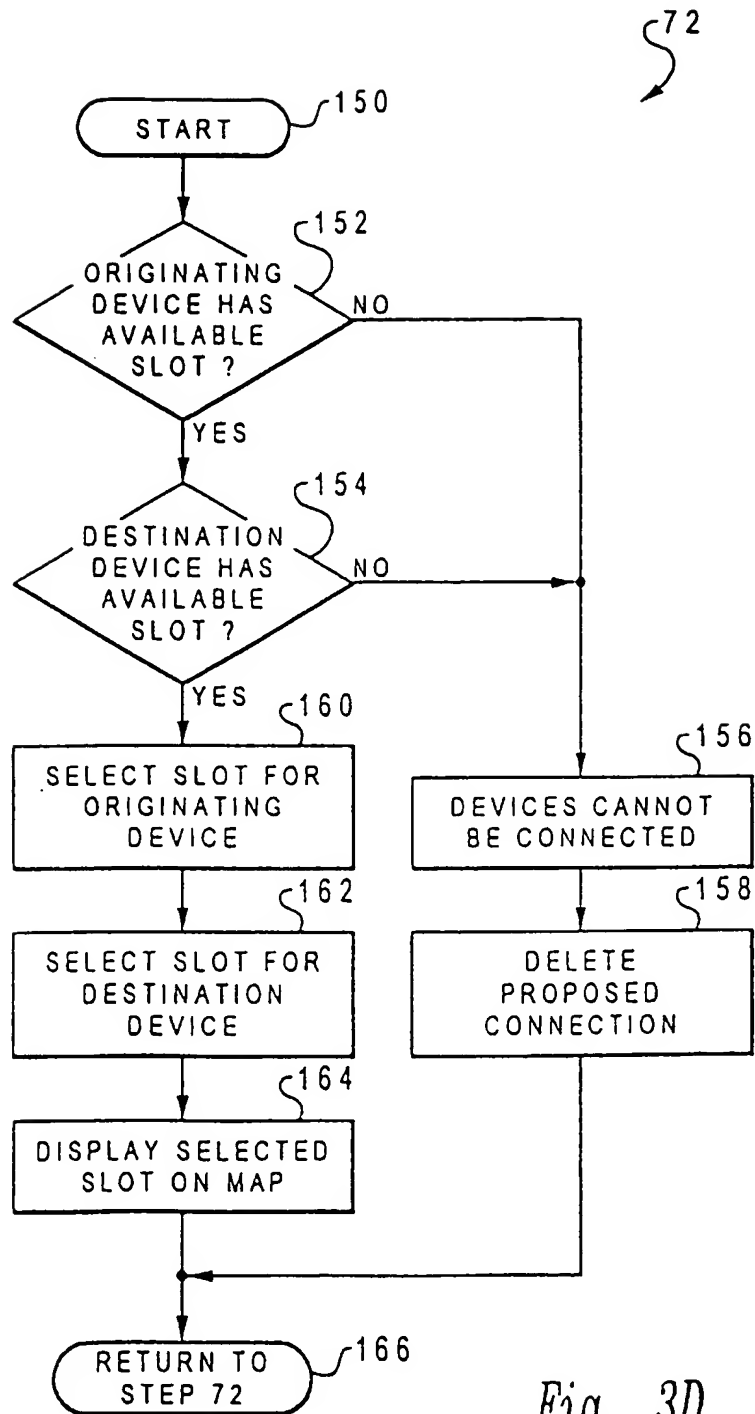 72
START
150
152
ORIGINATING
DEVICE HAS
AVAILABLE
SLOT ?
NO
YES
154
DESTINATION
DEVICE HAS
AVAILABLE
SLOT ?
NO
YES
160
SELECT SLOT FOR
ORIGINATING
DEVICE
156
DEVICES CANNOT
BE CONNECTED
162
SELECT SLOT FOR
DESTINATION
DEVICE
158
DELETE
PROPOSED
CONNECTION
164
DISPLAY SELECTED
SLOT ON MAP
RETURN TO
STEP 72
166
Fig. 3D